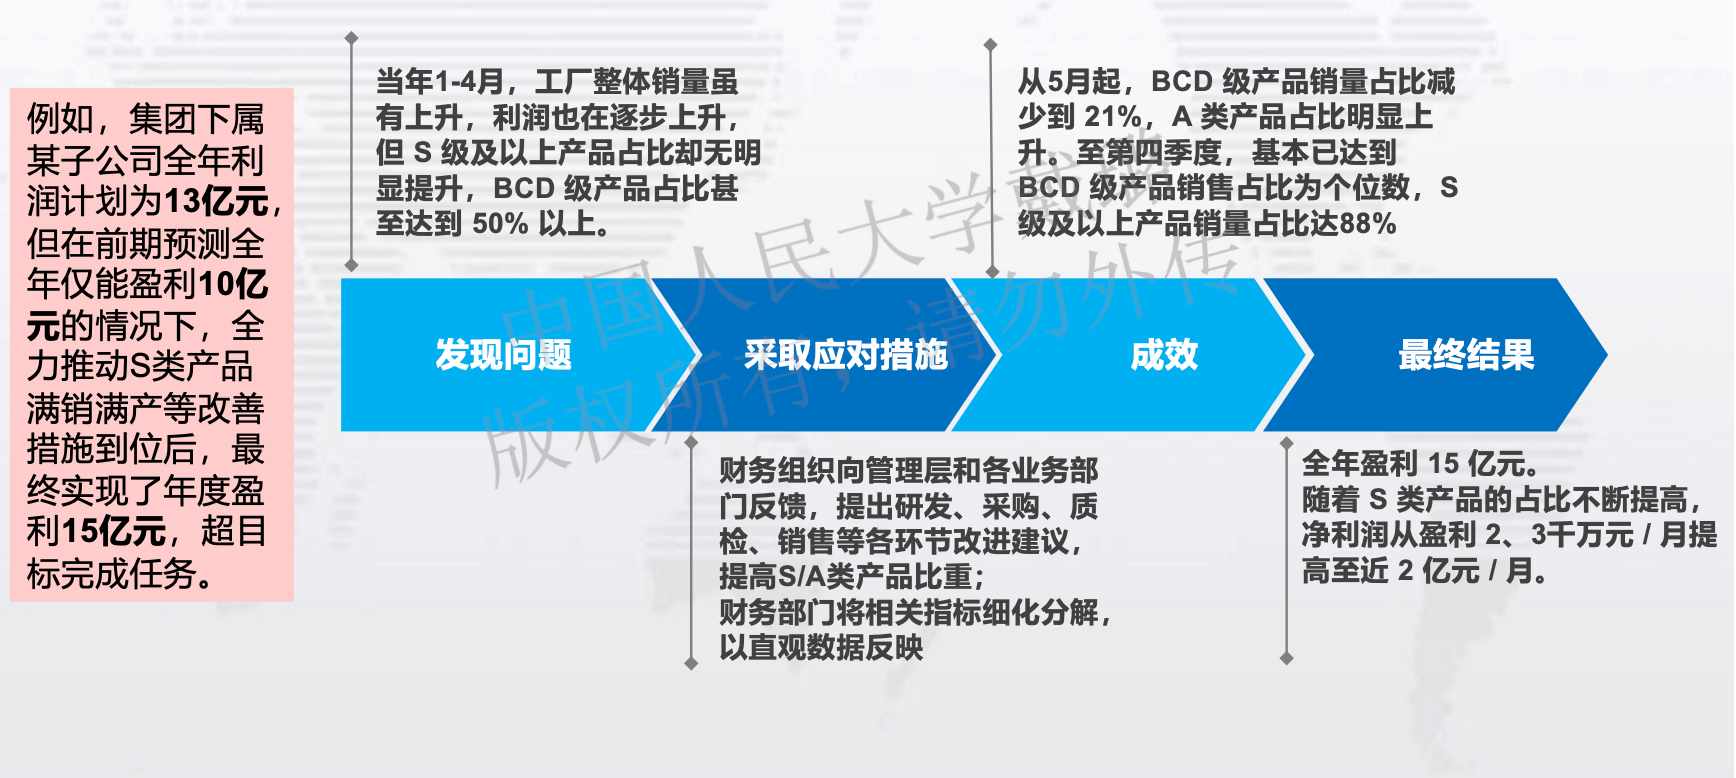 例如，集团下属
某子公司全年利
润计划为13亿元，
但在前期预测全
年仅能盈利10亿
元的情况下，全
力推动S类产品
满销满产等改善
措施到位后，最
终实现了年度盈
利15亿元，超目
标完成任务。
当年1-4月，工厂整体销量虽
有上升，利润也在逐步上升，
但 S 级及以上产品占比却无明
显提升，BCD 级产品占比甚
至达到 50% 以上。
从5月起，BCD 级产品销量占比减
少到 21%，A 类产品占比明显上
升。至第四季度，基本已达到
BCD 级产品销售占比为个位数，S
级及以上产品销量占比达88%
发现问题
采取应对措施
成效
最终结果
财务组织向管理层和各业务部
门反馈，提出研发、采购、质
检、销售等各环节改进建议，
提高S/A类产品比重；
财务部门将相关指标细化分解，
以直观数据反映
全年盈利 15 亿元。
随着 S 类产品的占比不断提高，
净利润从盈利 2、3千万元 / 月提
高至近 2 亿元 / 月。
中国人民大学戴璐
版权所有，请勿外传